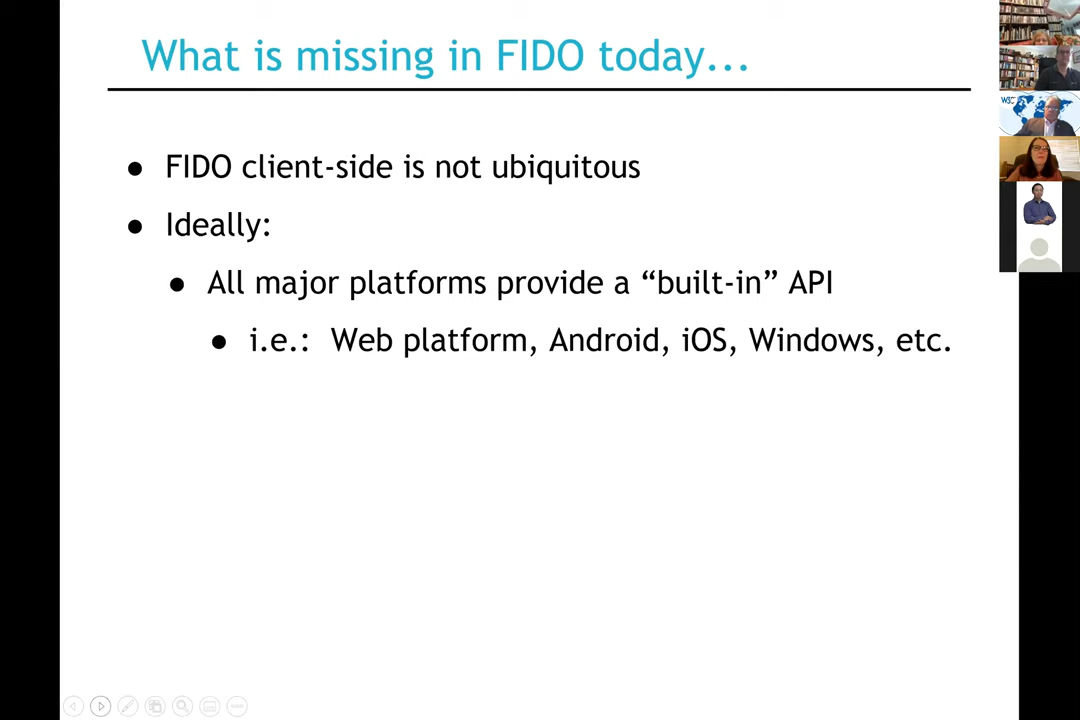 What is missing in FIDO today...
● FIDO client-side is not ubiquitous
● Ideally:
● All major platforms provide a “built-in” API
● i.e.: Web platform, Android, iOS, Windows, etc.
W3C